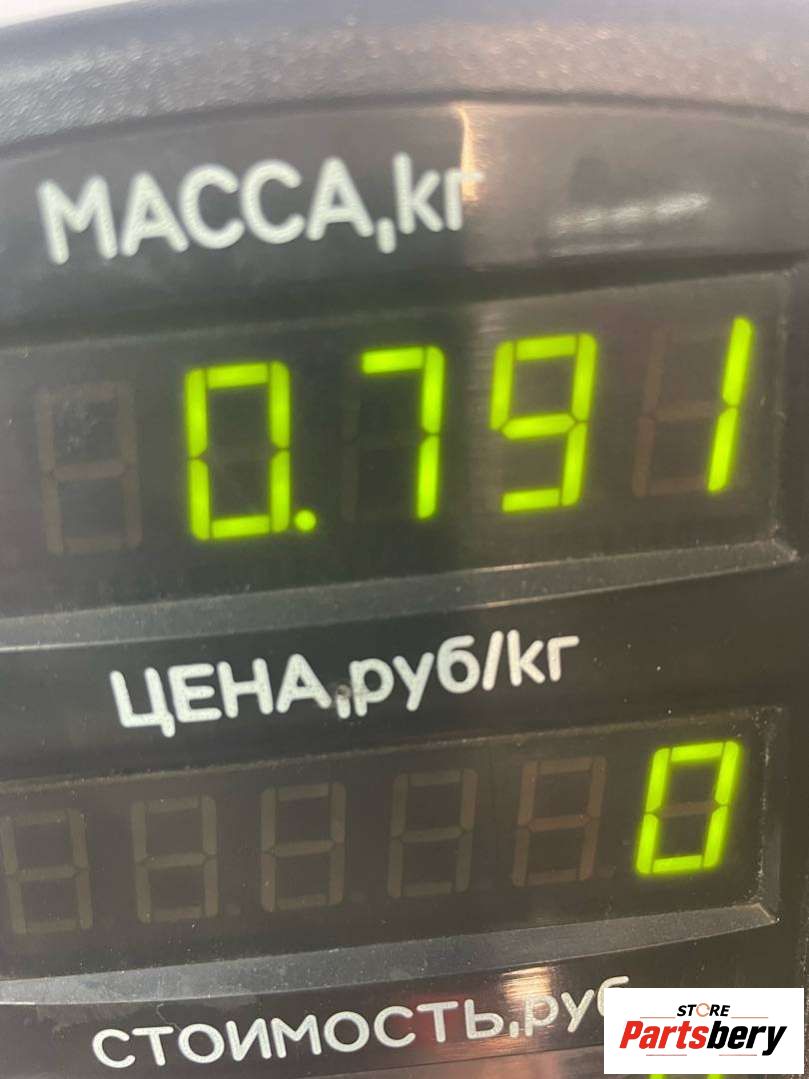 МАССА,кг
0.791
ЦЕНА,руб/кг
0
СТОИМОСТЬ,руб
STORE
Partsbery